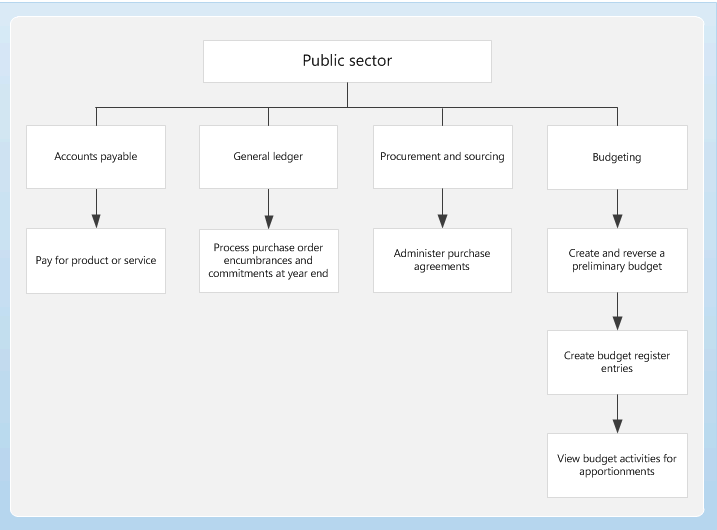 Public sector
Accounts payable
General ledger
Procurement and sourcing
Budgeting
Pay for product or service
Process purchase order
encumbrances and
commitments at year end
Administer purchase
agreements
Create and reverse a
preliminary budget
Create budget register
entries
View budget activities for
apportionments